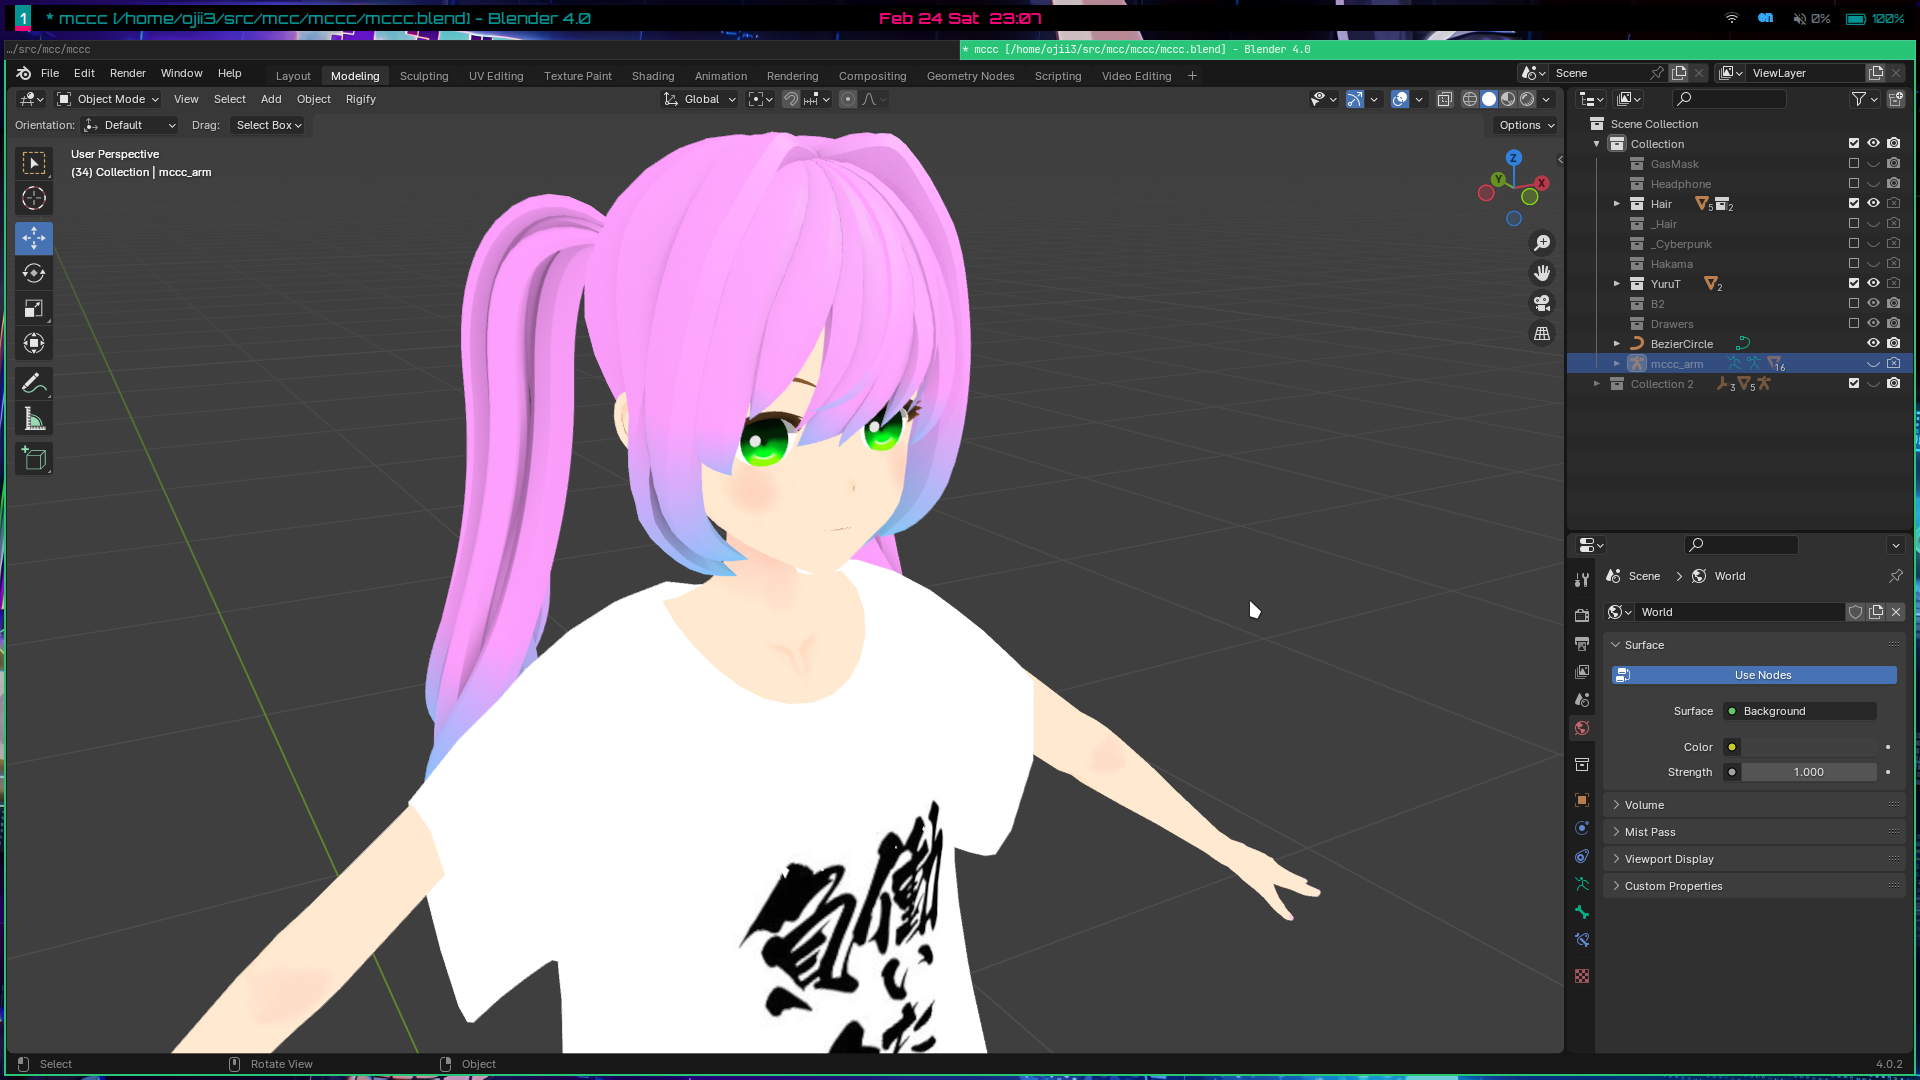 1 * mccc [/home/ojii3/src/mcc/mccc/mccc.blend] - Blender 4.0
Feb 24 Sat 23:07
en 0% 100%
…/src/mcc/mccc
* mccc [/home/ojii3/src/mcc/mccc/mccc.blend] - Blender 4.0
File Edit Render Window Help
Layout Modeling Sculpting UV Editing Texture Paint Shading Animation Rendering Compositing Geometry Nodes Scripting Video Editing +
Scene
ViewLayer
Object Mode View Select Add Object Rigify
Global
Orientation: Default Drag: Select Box
Options
User Perspective
(34) Collection | mccc_arm
Z
Y
X
Scene Collection
Collection
GasMask
Headphone
Hair 5 2
_Hair
_Cyberpunk
Hakama
YuruT 2
B2
Drawers
BezierCircle
mccc_arm 16
Collection 2 3 5
Scene > World
World
Surface
Use Nodes
Surface Background
Color
Strength 1.000
Volume
Mist Pass
Viewport Display
Custom Properties
働い
負
Select
Rotate View
Object
4.0.2